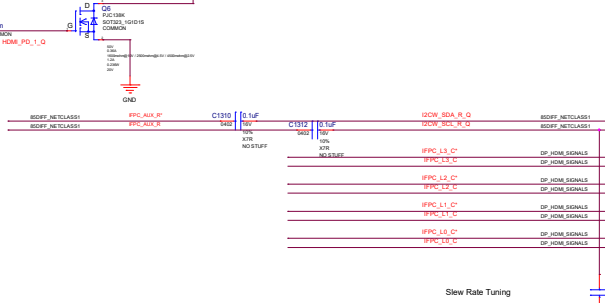 D
Q6
PJC138K
SOT323_1G1D1S
COMMON
G
S
MON
HDMI_PD_1_Q
GND
85DIFF_NETCLASS1 IFPC_AUX_R* C1310 0.1uF I2CW_SDA_R_Q 85DIFF_NETCLASS1
85DIFF_NETCLASS1 IFPC_AUX_R 0402 16V C1312 0.1uF I2CW_SCL_R_Q 85DIFF_NETCLASS1
10% 0402 16V
X7R 10%
NO STUFF X7R
NO STUFF
IFPC_L3_C* DP_HDMI_SIGNALS
IFPC_L3_C DP_HDMI_SIGNALS
IFPC_L2_C* DP_HDMI_SIGNALS
IFPC_L2_C DP_HDMI_SIGNALS
IFPC_L1_C* DP_HDMI_SIGNALS
IFPC_L1_C DP_HDMI_SIGNALS
IFPC_L0_C* DP_HDMI_SIGNALS
IFPC_L0_C DP_HDMI_SIGNALS
Slew Rate Tuning